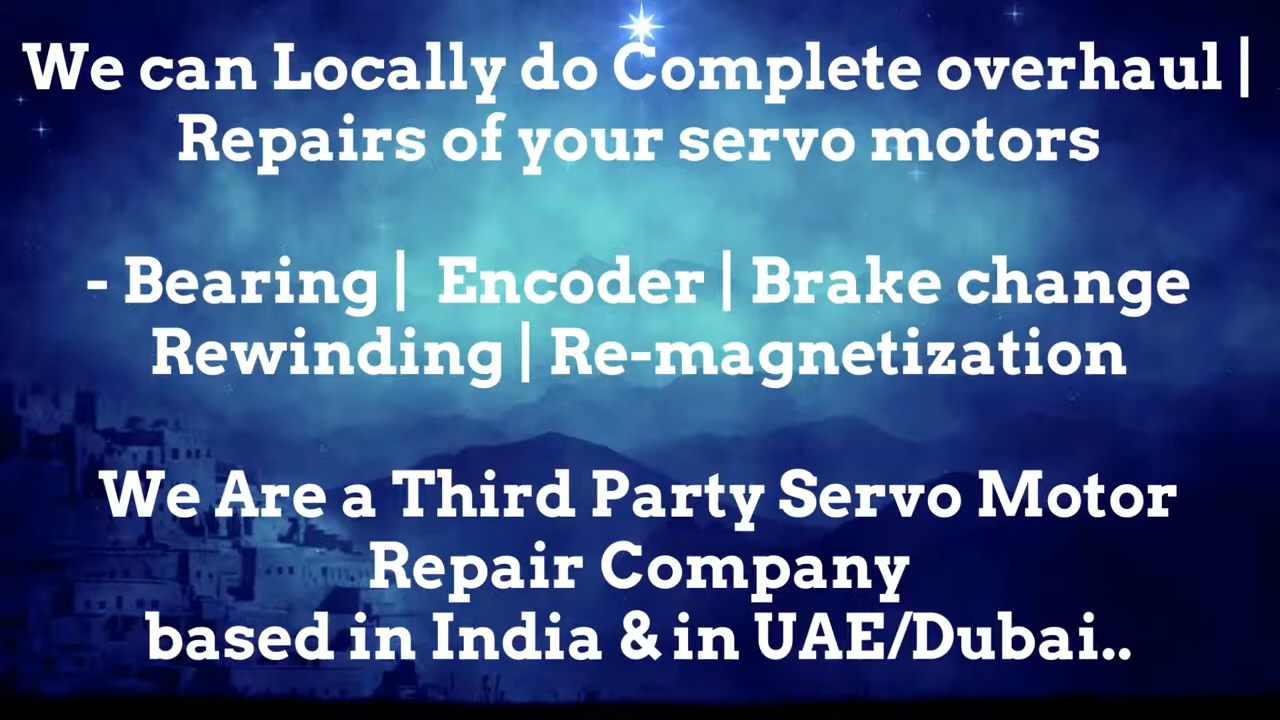 We can Locally do Complete overhaul |
Repairs of your servo motors
- Bearing | Encoder | Brake change
Rewinding | Re-magnetization
We Are a Third Party Servo Motor
Repair Company
based in India & in UAE/Dubai..